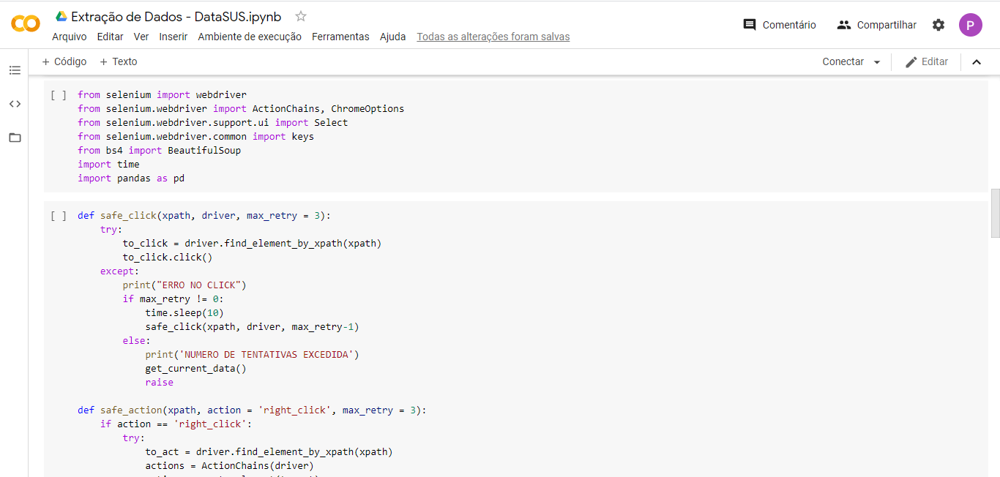 Extração de Dados - DataSUS.ipynb
Arquivo Editar Ver Inserir Ambiente de execução Ferramentas Ajuda Todas as alterações foram salvas
Comentário Compartilhar P
+ Código + Texto
Conectar Editar
[ ] from selenium import webdriver
from selenium.webdriver import ActionChains, ChromeOptions
from selenium.webdriver.support.ui import Select
from selenium.webdriver.common import keys
from bs4 import BeautifulSoup
import time
import pandas as pd
[ ] def safe_click(xpath, driver, max_retry = 3):
try:
to_click = driver.find_element_by_xpath(xpath)
to_click.click()
except:
print("ERRO NO CLICK")
if max_retry != 0:
time.sleep(10)
safe_click(xpath, driver, max_retry-1)
else:
print('NUMERO DE TENTATIVAS EXCEDIDA')
get_current_data()
raise
def safe_action(xpath, action = 'right_click', max_retry = 3):
if action == 'right_click':
try:
to_act = driver.find_element_by_xpath(xpath)
actions = ActionChains(driver)